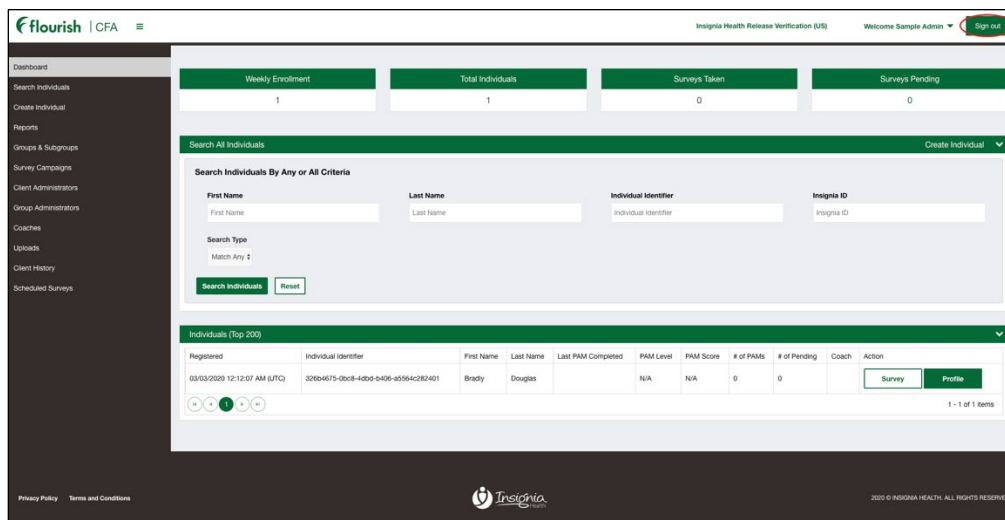 flourish | CFA
Insignia Health Release Verification (US)
Welcome Sample Admin
Sign out
Dashboard
Search Individuals
Create Individual
Reports
Groups & Subgroups
Survey Campaigns
Client Administrators
Group Administrators
Coaches
Uploads
Client History
Scheduled Surveys
Weekly Enrollment Total Individuals Surveys Taken Surveys Pending
1 1 0 0
Search All Individuals Create Individual
Search Individuals By Any or All Criteria
First Name Last Name Individual Identifier Insignia ID
First Name Last Name Individual Identifier Insignia ID
Search Type
Match Any
Search Individuals Reset
Individuals (Top 200)
Registered Individual Identifier First Name Last Name Last PAM Completed PAM Level PAM Score # of PAMs # of Pending Coach Action
03/03/2020 12:12:07 AM (UTC) 326b4675-0bc8-4dbd-b406-a5564c282401 Bradly Douglas N/A N/A 0 0 Survey Profile
1 1 - 1 of 1 items
Privacy Policy Terms and Conditions
Insignia Health
2020 © INSIGNIA HEALTH. ALL RIGHTS RESERVE